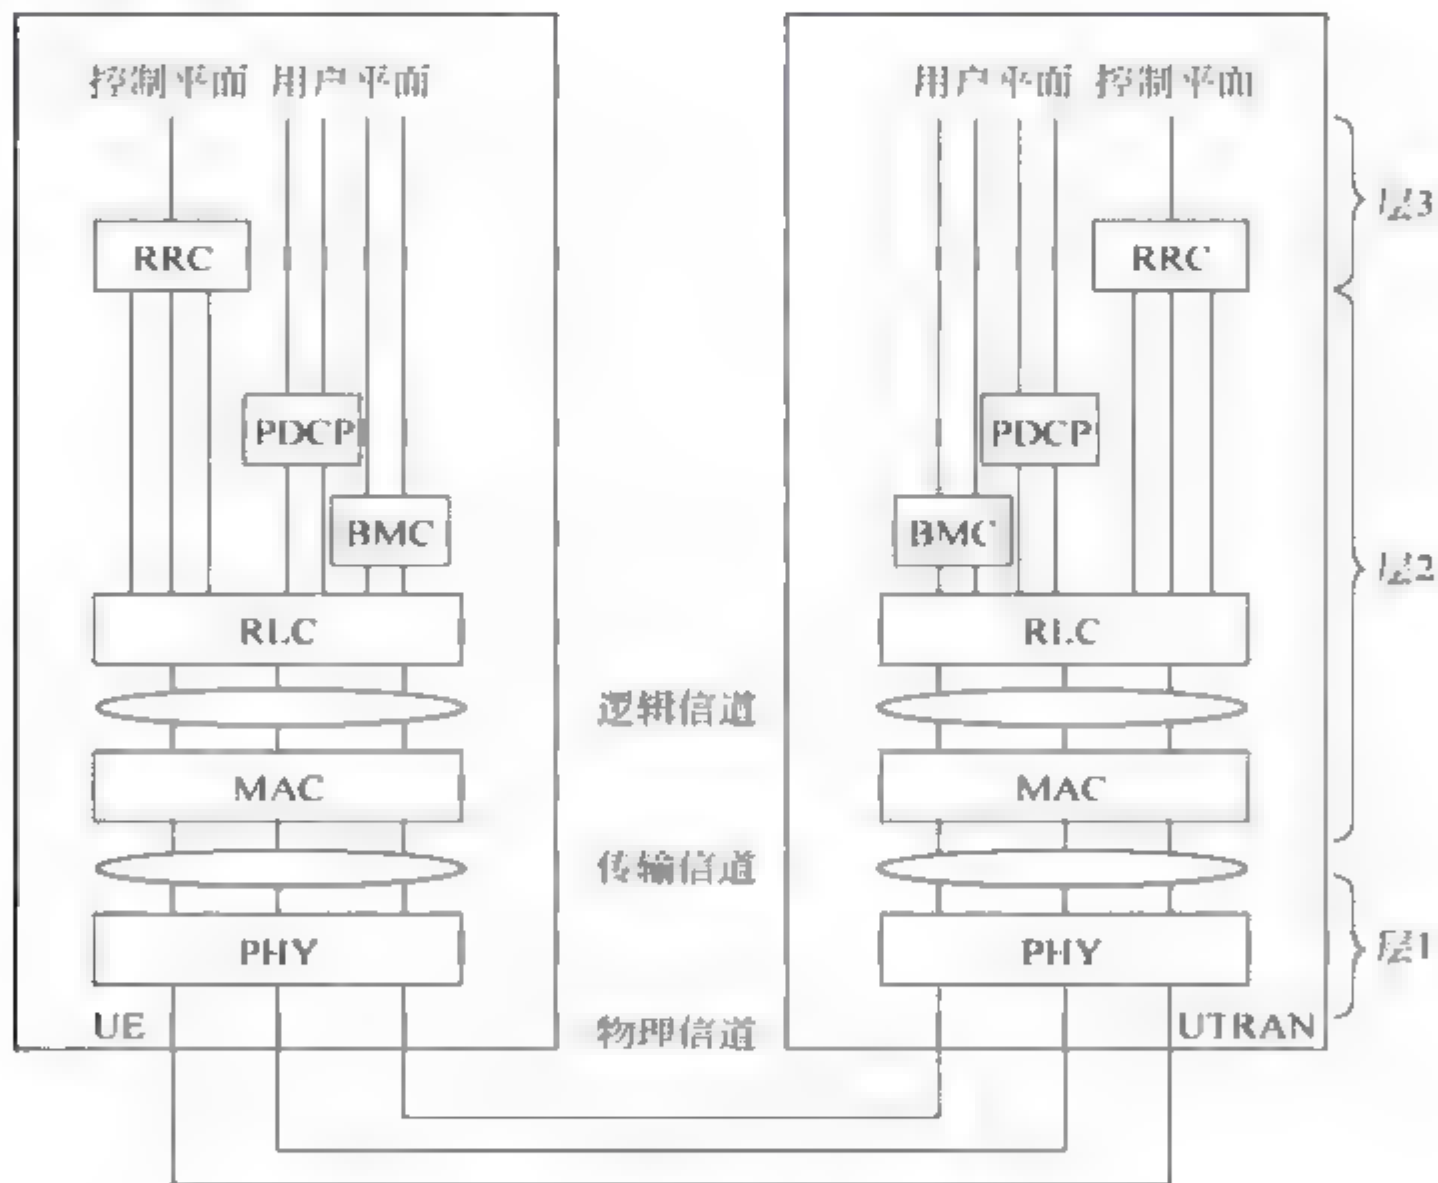 控制平面 用户平面
用户平面 控制平面
层3
RRC
RRC
PDCP
PDCP
BMC
BMC
层2
RLC
RLC
逻辑信道
MAC
MAC
传输信道
PHY
PHY
层1
UE
物理信道
UTRAN